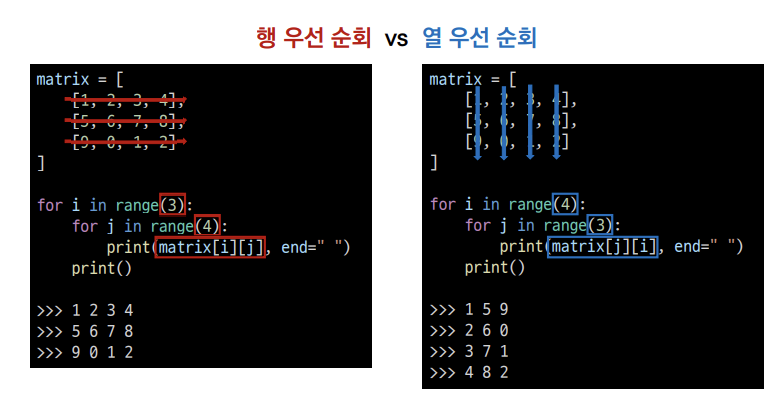 행 우선 순회 vs 열 우선 순회
matrix = [
[1, 2, 3, 4],
[5, 6, 7, 8],
[9, 0, 1, 2]
]
for i in range(3):
for j in range(4):
print(matrix[i][j], end=" ")
print()
>>> 1 2 3 4
>>> 5 6 7 8
>>> 9 0 1 2
matrix = [
[1, 2, 3, 4],
[5, 6, 7, 8],
[9, 0, 1, 2]
]
for i in range(4):
for j in range(3):
print(matrix[j][i], end=" ")
print()
>>> 1 5 9
>>> 2 6 0
>>> 3 7 1
>>> 4 8 2